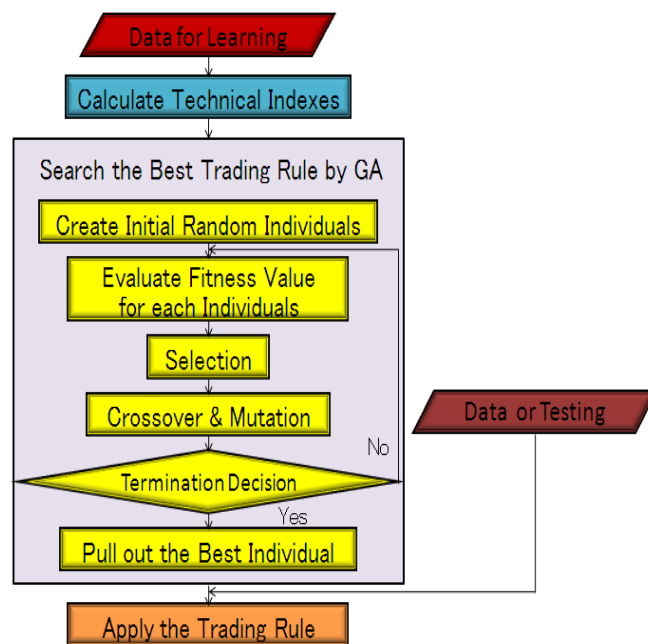 Data for Learning
Calculate Technical Indexes
Search the Best Trading Rule by GA
Create Initial Random Individuals
Evaluate Fitness Value
for each Individuals
Selection
Crossover & Mutation
Data or Testing
No
Termination Decision
Yes
Pull out the Best Individual
Apply the Trading Rule